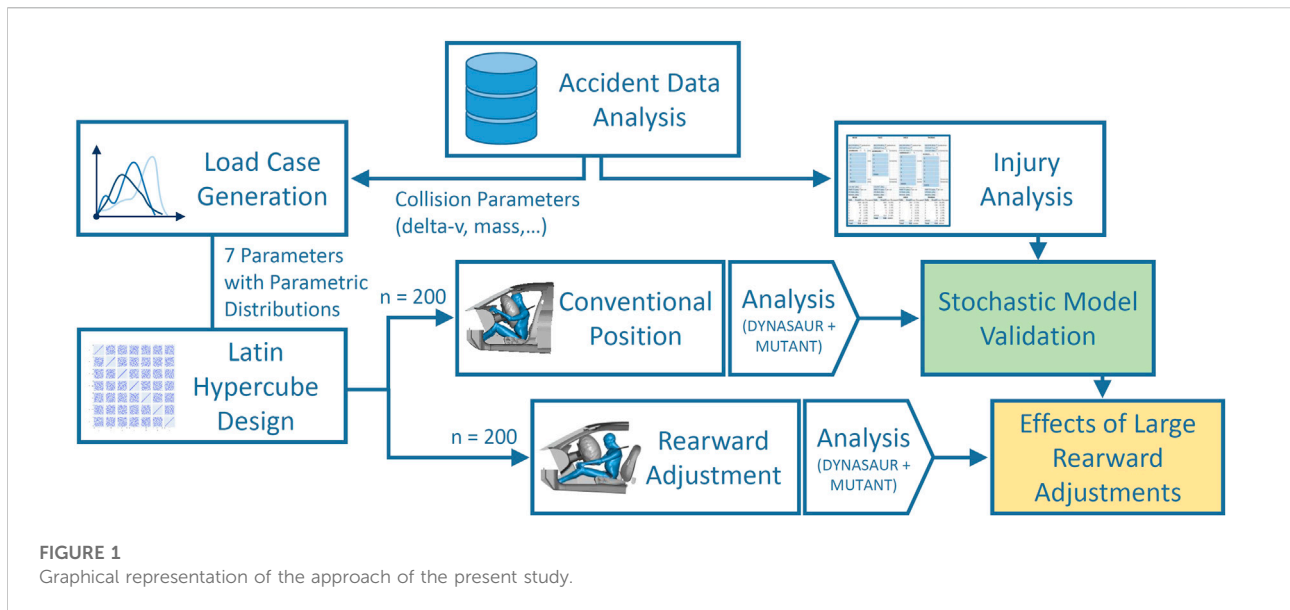 Accident Data
Analysis
Load Case
Generation
Collision Parameters
(delta-v, mass,...)
Injury
Analysis
7 Parameters
with Parametric
Distributions
n = 200
Conventional
Position
Analysis
(DYNASAUR +
MUTANT)
Stochastic Model
Validation
Latin
Hypercube
Design
n = 200
Rearward
Adjustment
Analysis
(DYNASAUR +
MUTANT)
Effects of Large
Rearward
Adjustments
FIGURE 1
Graphical representation of the approach of the present study.